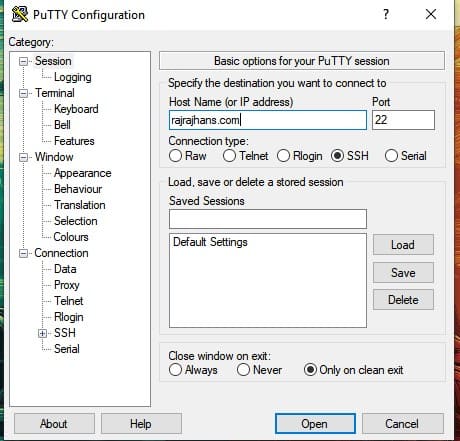 PuTTY Configuration
?
Category:
Session
Logging
Terminal
Keyboard
Bell
Features
Window
Appearance
Behaviour
Translation
Selection
Colours
Connection
Data
Proxy
Telnet
Rlogin
SSH
Serial
Basic options for your PuTTY session
Specify the destination you want to connect to
Host Name (or IP address) Port
rajrajhans.com 22
Connection type:
Raw Telnet Rlogin SSH Serial
Load, save or delete a stored session
Saved Sessions
Default Settings
Load
Save
Delete
Close window on exit:
Always Never Only on clean exit
About Help Open Cancel